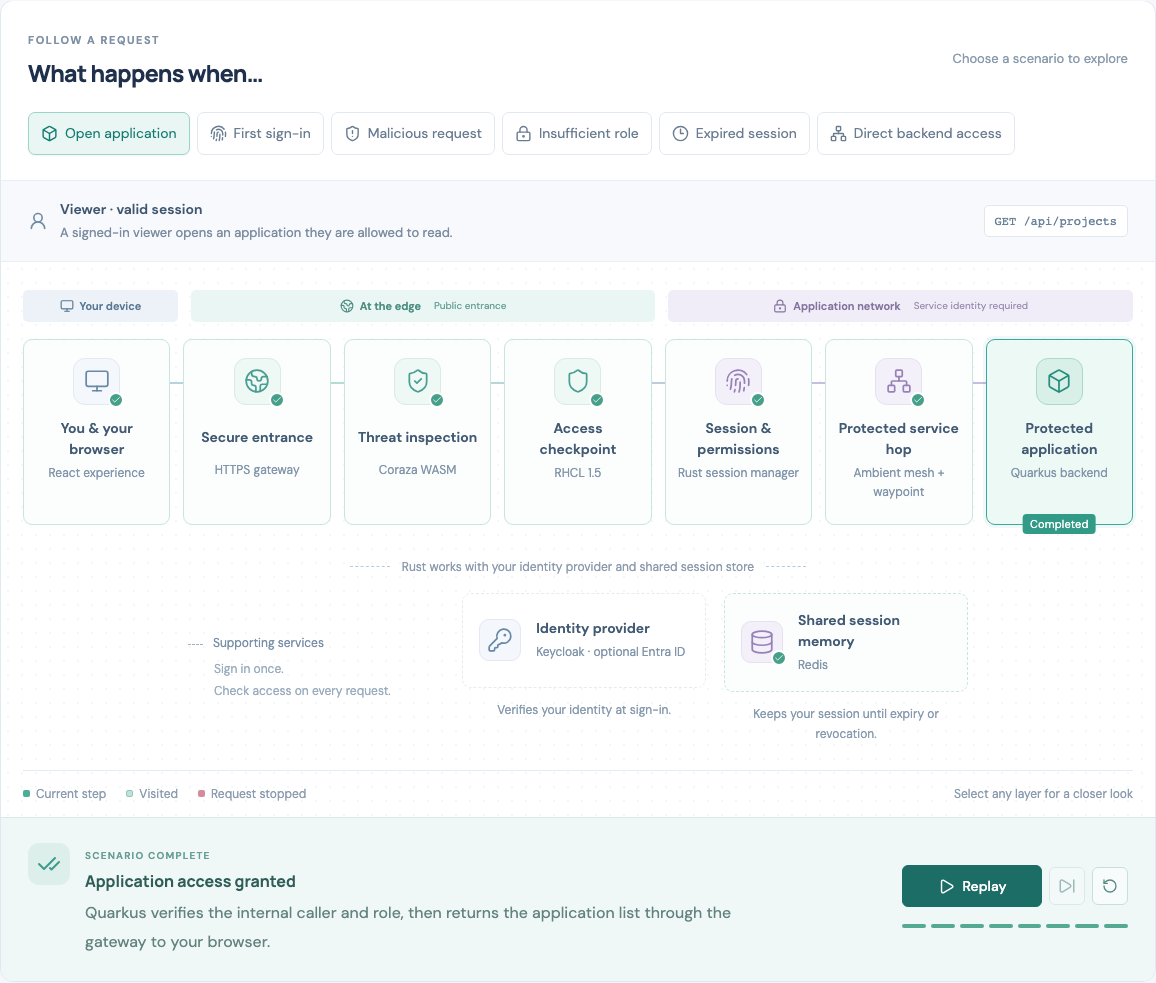 FOLLOW A REQUEST
What happens when...
Choose a scenario to explore
Open application
First sign-in
Malicious request
Insufficient role
Expired session
Direct backend access
Viewer · valid session
A signed-in viewer opens an application they are allowed to read.
GET /api/projects
Your device
At the edge Public entrance
Application network Service identity required
You & your
browser
React experience
Secure entrance
HTTPS gateway
Threat inspection
Coraza WASM
Access
checkpoint
RHCL 1.5
Session &
permissions
Rust session manager
Protected service
hop
Ambient mesh +
waypoint
Protected
application
Quarkus backend
Completed
Rust works with your identity provider and shared session store
Supporting services
Sign in once.
Check access on every request.
Identity provider
Keycloak · optional Entra ID
Verifies your identity at sign-in.
Shared session
memory
Redis
Keeps your session until expiry or
revocation.
Current step
Visited
Request stopped
Select any layer for a closer look
SCENARIO COMPLETE
Application access granted
Quarkus verifies the internal caller and role, then returns the application list through the
gateway to your browser.
Replay